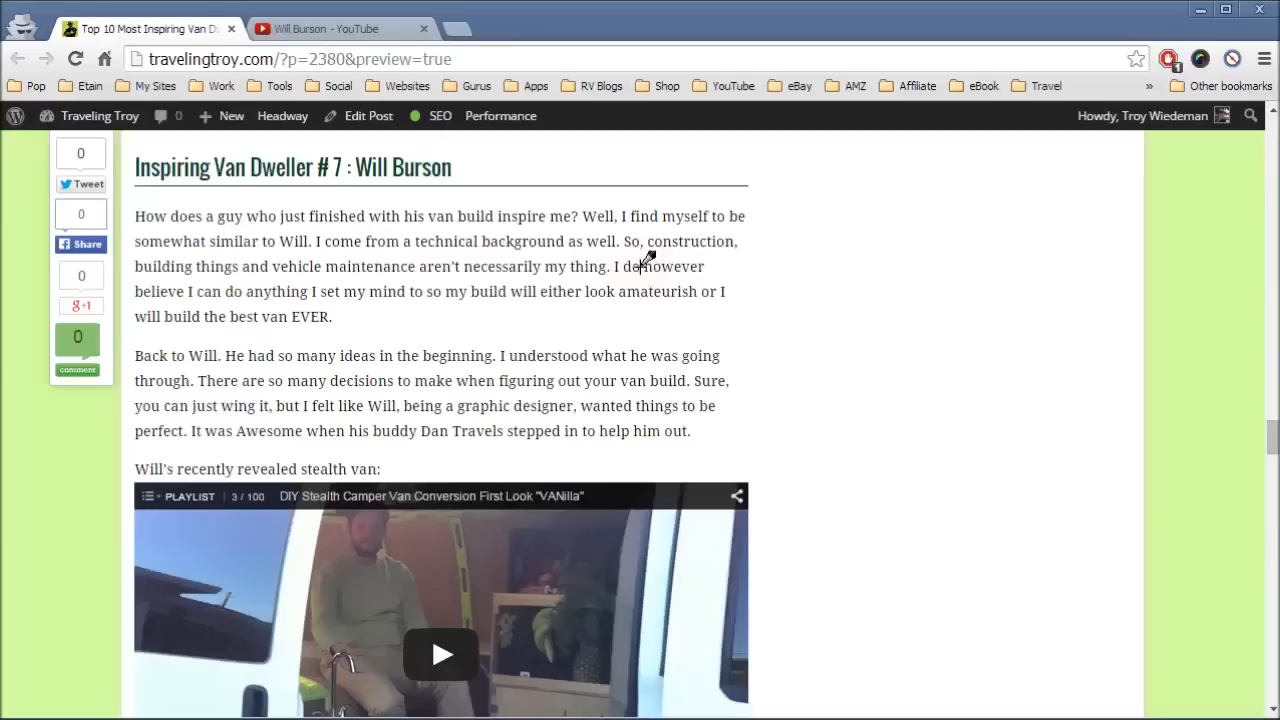 Top 10 Most Inspiring Van D
Will Burson - YouTube
travelingtroy.com/?p=2380&preview=true
1
Pop Etain My Sites Work Tools Social Websites Gurus Apps RV Blogs Shop YouTube eBay AMZ Affiliate eBook Travel » Other bookmarks
Traveling Troy 0 New Headway Edit Post SEO Performance Howdy, Troy Wiedeman
0
Tweet
0
Share
0
g+1
0
comment
Inspiring Van Dweller # 7 : Will Burson
How does a guy who just finished with his van build inspire me? Well, I find myself to be
somewhat similar to Will. I come from a technical background as well. So, construction,
building things and vehicle maintenance aren't necessarily my thing. I do however
believe I can do anything I set my mind to so my build will either look amateurish or I
will build the best van EVER.
Back to Will. He had so many ideas in the beginning. I understood what he was going
through. There are so many decisions to make when figuring out your van build. Sure,
you can just wing it, but I felt like Will, being a graphic designer, wanted things to be
perfect. It was Awesome when his buddy Dan Travels stepped in to help him out.
Will's recently revealed stealth van:
PLAYLIST 3 / 100 DIY Stealth Camper Van Conversion First Look "VANilla"